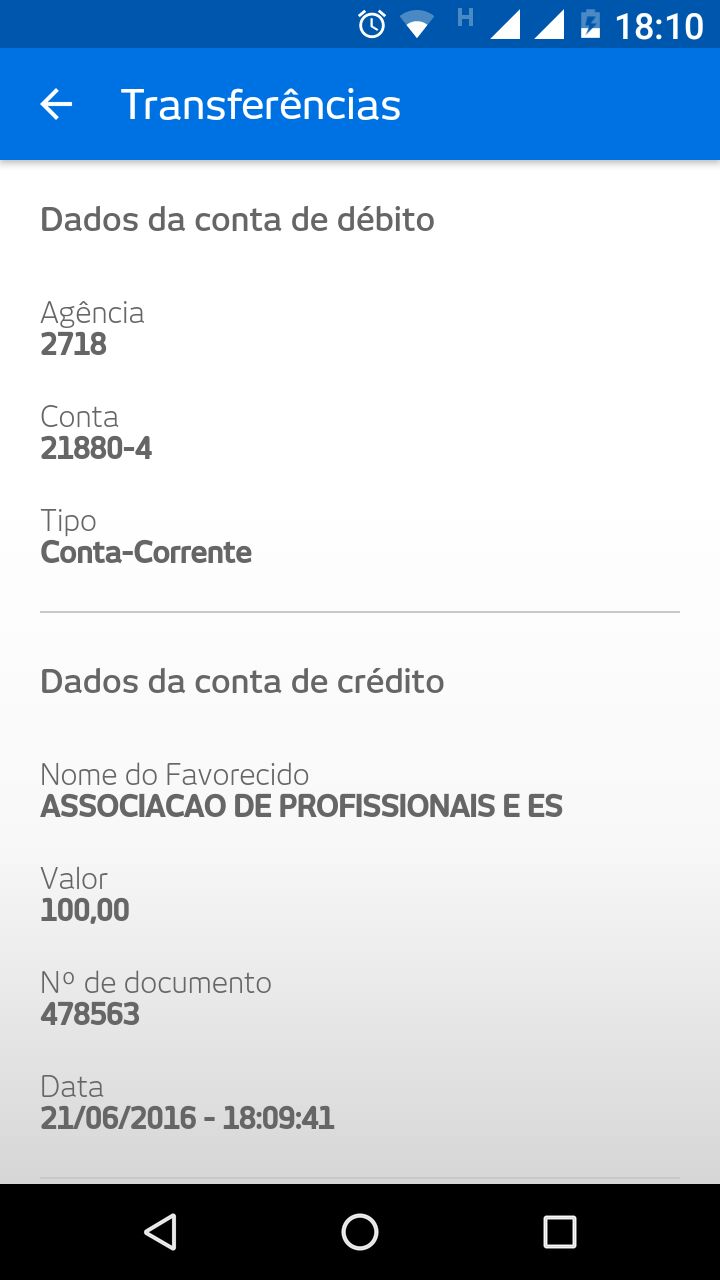 H 18:10
Transferências
Dados da conta de débito
Agência
2718
Conta
21880-4
Tipo
Conta-Corrente
Dados da conta de crédito
Nome do Favorecido
ASSOCIACAO DE PROFISSIONAIS E ES
Valor
100,00
Nº de documento
478563
Data
21/06/2016 - 18:09:41